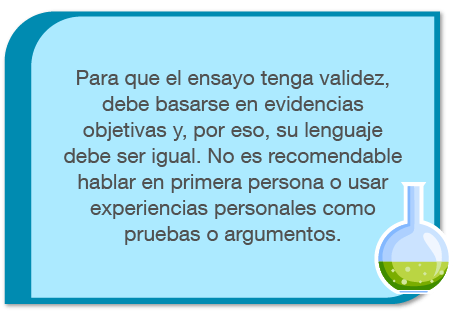 Para que el ensayo tenga validez,
debe basarse en evidencias
objetivas y, por eso, su lenguaje
debe ser igual. No es recomendable
hablar en primera persona o usar
experiencias personales como
pruebas o argumentos.